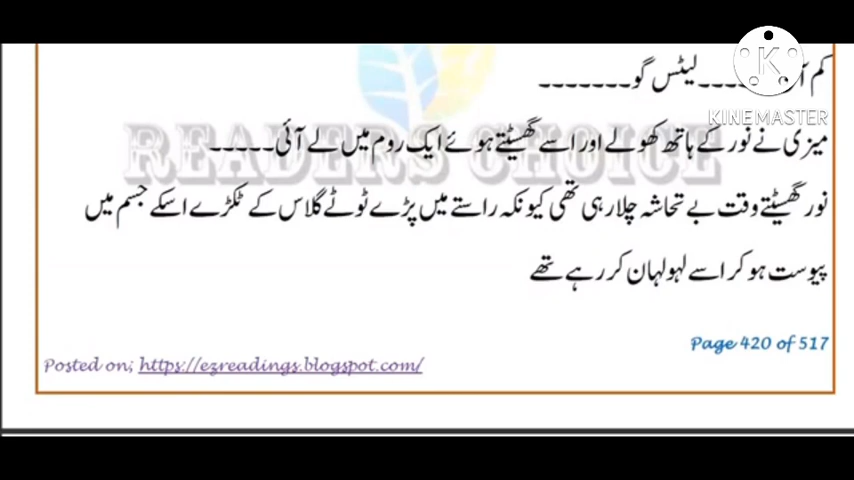 کم آ۔۔۔۔۔لیٹس گو۔۔۔۔۔۔۔
KINEMASTER
READERS CHOICE
میزی نے نور کے ہاتھ کھولے اور اسے گھسیٹتے ہوئے ایک روم میں لے آئی۔۔۔۔۔
نور گھسیٹتے وقت بے تحاشہ چلا رہی تھی کیونکہ راستے میں پڑے ٹوٹے گلاس کے ٹکڑے اسکے جسم میں
پیوست ہو کر اسے لہولہان کر رہے تھے
Page 420 of 517
Posted on; https://ezreadings.blogspot.com/